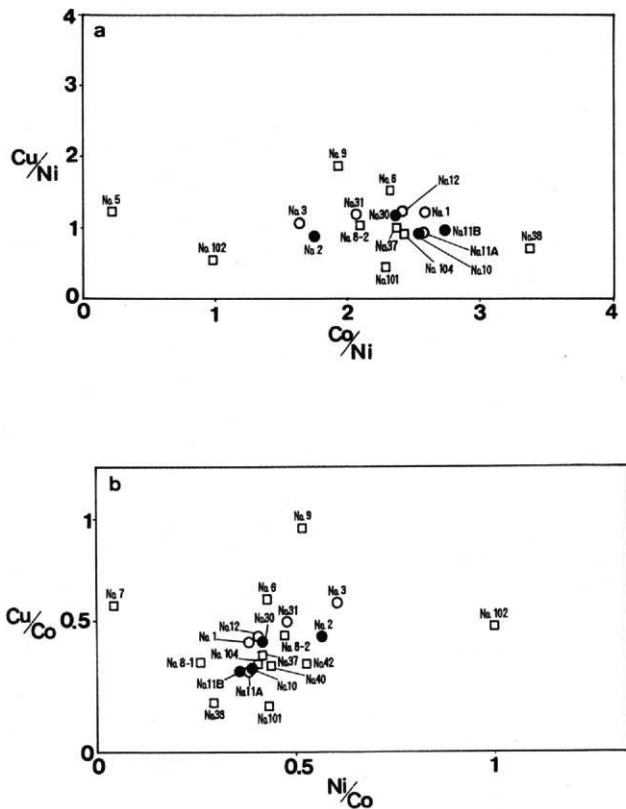 4
a
3
No. 9
Cu/Ni
2
No. 6
No. 12
No. 5
No. 3
No.31
No.30
No. 1
1
No. 2
No. 8-2
No.37
No.11B
No.11A
No.38
No. 102
No. 104
No.10
No.101
0
0
1
2
3
4
Co/Ni
b
1
No. 9
No. 7
No. 6
No. 3
Cu/Co
0.5
No.12
No.30
No.31
No. 2
No. 102
No. 1
No. 8-2
No. 8-1
No. 104
No.37
No.42
No.11B
No.10
No.40
No.11A
No.38
No.101
0
0
0.5
1
Ni/Co